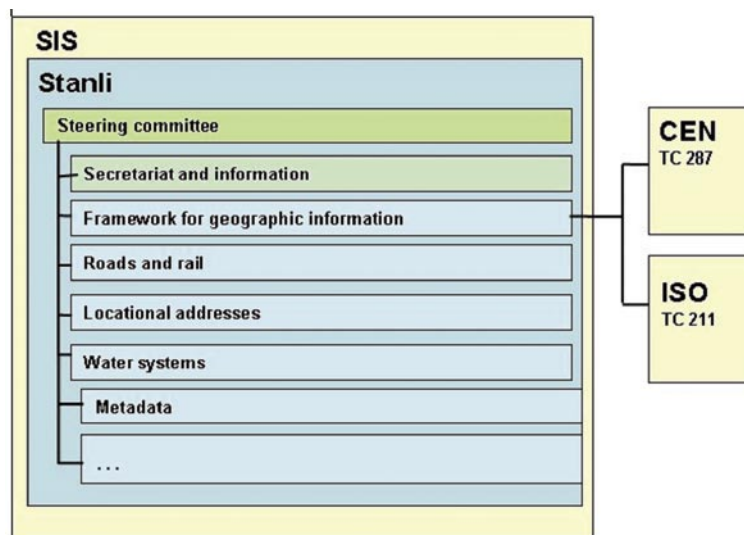 SIS
Stanli
Steering committee
Secretariat and information
Framework for geographic information
Roads and rail
Locational addresses
Water systems
Metadata
...
CEN
TC 287
ISO
TC 211